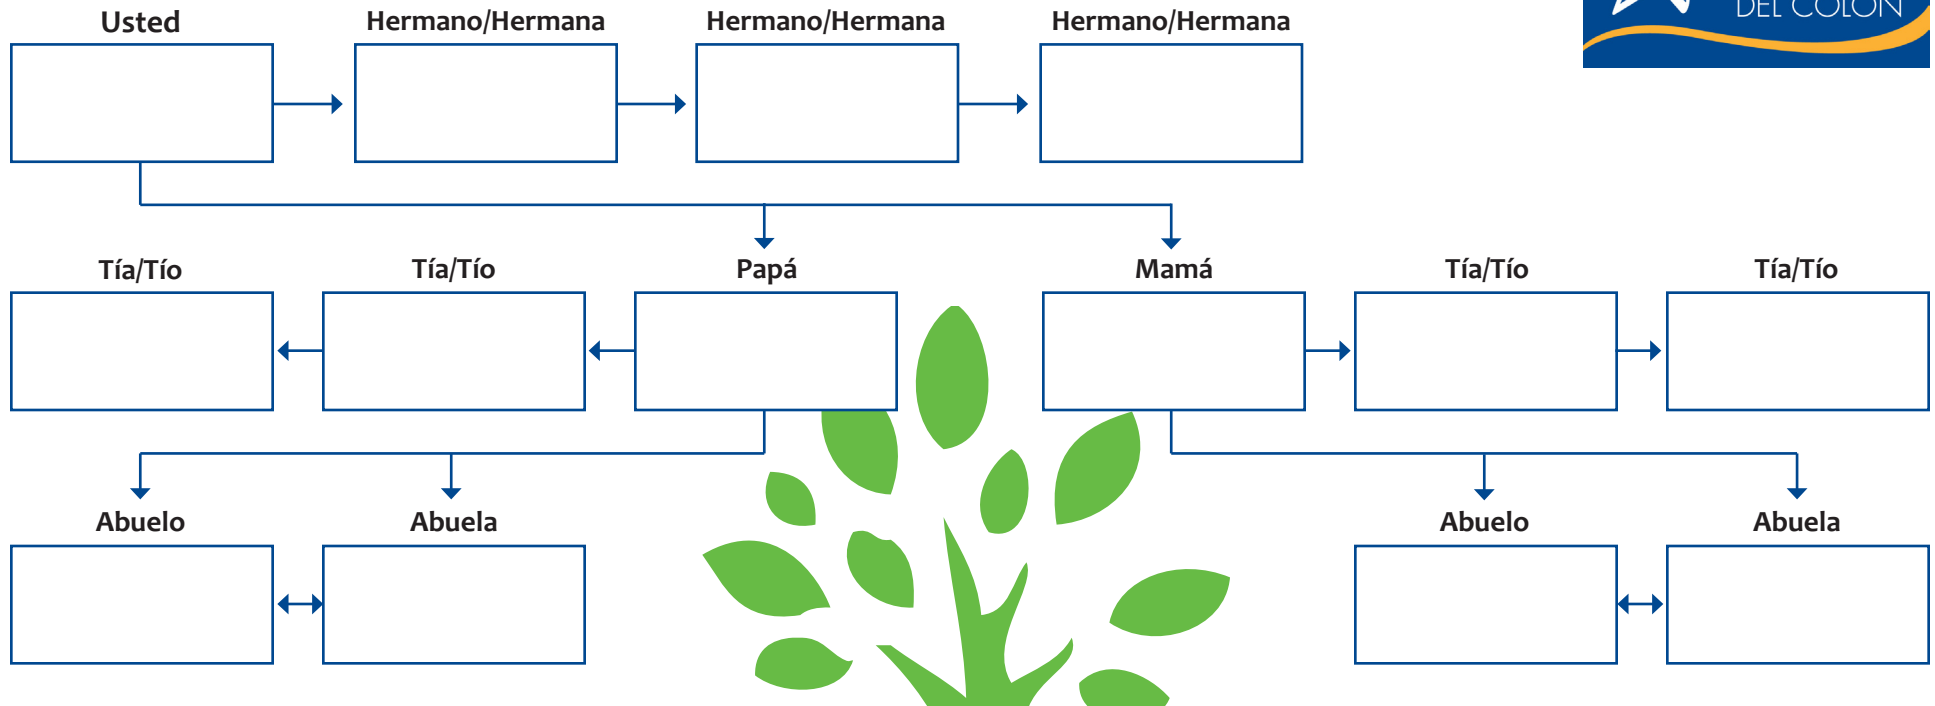 DEL COLON
Usted Hermano/Hermana Hermano/Hermana Hermano/Hermana
Tía/Tío Tía/Tío Papá Mamá Tía/Tío Tía/Tío
Abuelo Abuela Abuelo Abuela